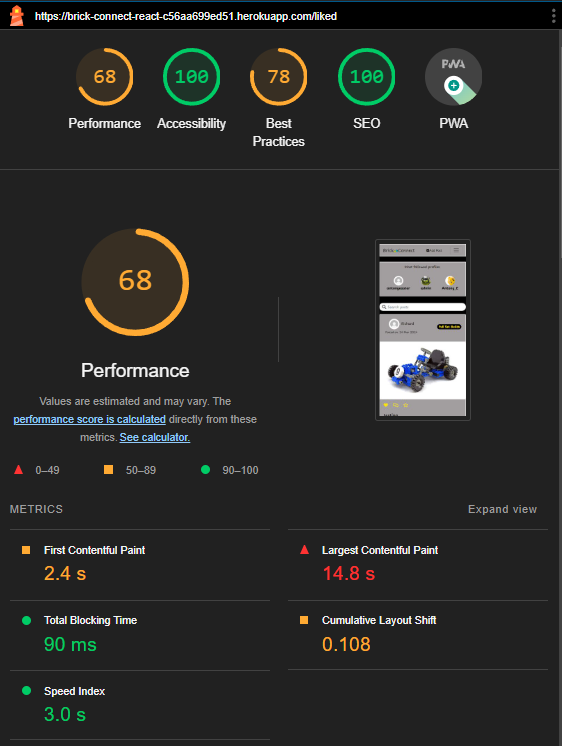 https://brick-connect-react-c56aa699ed51.herokuapp.com/liked
68
100
78
100
PWA
Performance
Accessibility
Best
Practices
SEO
PWA
68
Performance
Values are estimated and may vary. The
performance score is calculated directly from these
metrics. See calculator.
0–49
50–89
90–100
METRICS
Expand view
First Contentful Paint
2.4 s
Largest Contentful Paint
14.8 s
Total Blocking Time
90 ms
Cumulative Layout Shift
0.108
Speed Index
3.0 s